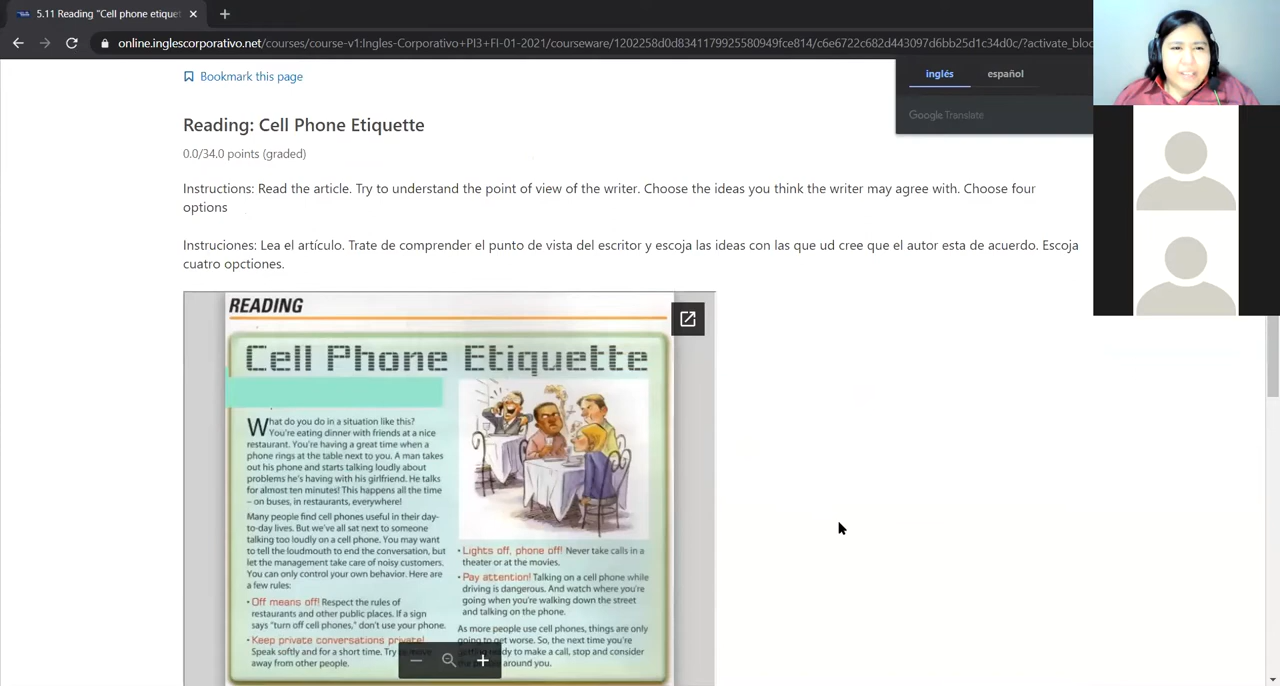 5.11 Reading "Cell phone etiquet
online.inglescorporativo.net/courses/course-v1:Ingles-Corporativo+PI3+FI-01-2021/courseware/1202258d0d8341179925580949fce814/c6e6722c682d443097d6bb25d1c34d0c/?activate_bloc
inglés español
Google Translate
Bookmark this page
Reading: Cell Phone Etiquette
0.0/34.0 points (graded)
Instructions: Read the article. Try to understand the point of view of the writer. Choose the ideas you think the writer may agree with. Choose four
options
Instruciones: Lea el artículo. Trate de comprender el punto de vista del escritor y escoja las ideas con las que ud cree que el autor esta de acuerdo. Escoja
cuatro opctiones.
READING
Cell Phone Etiquette
What do you do in a situation like this?
You're eating dinner with friends at a nice
restaurant. You're having a great time when a
phone rings at the table next to you. A man takes
out his phone and starts talking loudly about
problems he's having with his girlfriend. He talks
for almost ten minutes! This happens all the time
– on buses, in restaurants, everywhere!
Many people find cell phones useful in their day-
to-day lives. But we've all sat next to someone
talking too loudly on a cell phone. You may want
to tell the loudmouth to end the conversation, but
let the management take care of noisy customers.
You can only control your own behavior. Here are
a few rules:
• Off means off! Respect the rules of
restaurants and other public places. If a sign
says "turn off cell phones," don't use your phone.
• Keep private conversations private!
Speak softly and for a short time. Try to move
away from other people.
• Lights off, phone off! Never take calls in a
theater or at the movies.
• Pay attention! Talking on a cell phone while
driving is dangerous. And watch where you're
going when you're walking down the street
and talking on the phone.
As more people use cell phones, things are only
going to get worse. So, the next time you're
getting ready to make a call, stop and consider
the people around you.